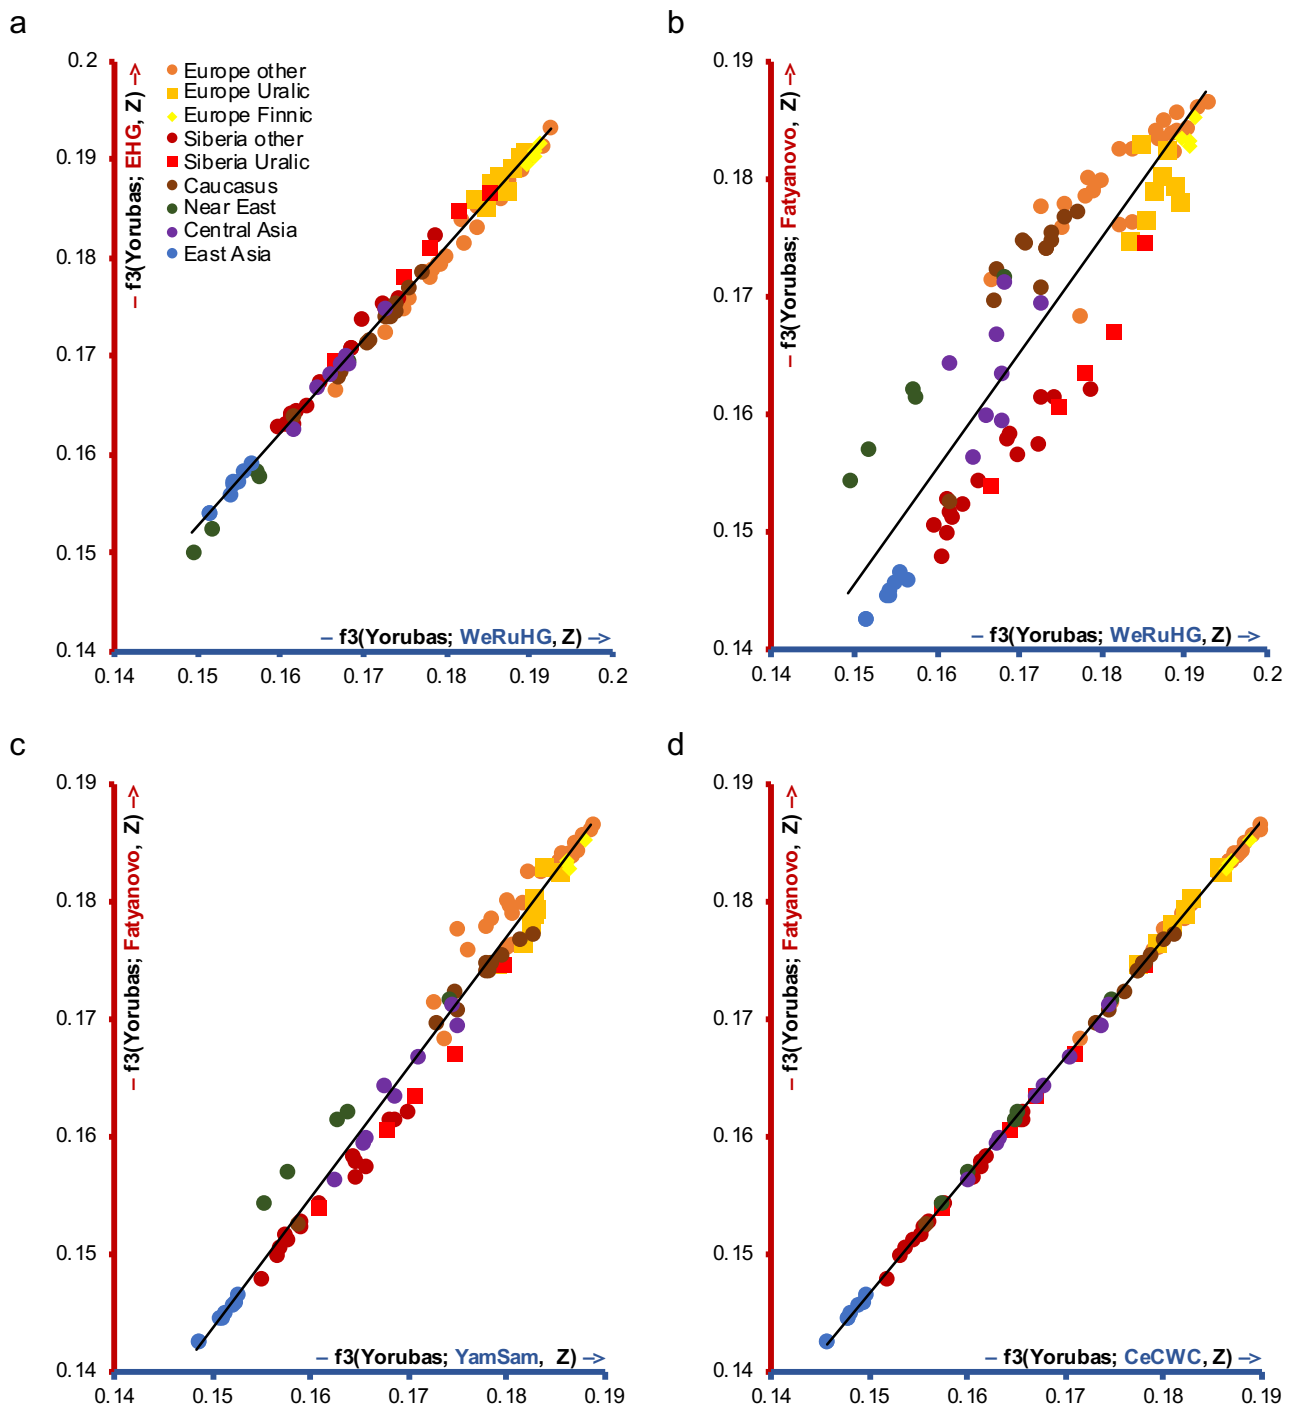 a
0.2
0.19
0.18
0.17
0.16
0.15
0.14
– f3(Yorubas; EHG, Z) –>
Europe other
Europe Uralic
Europe Finnic
Siberia other
Siberia Uralic
Caucasus
Near East
Central Asia
East Asia
– f3(Yorubas; WeRuHG, Z) –>
0.14 0.15 0.16 0.17 0.18 0.19 0.2
b
0.19
0.18
0.17
0.16
0.15
0.14
– f3(Yorubas; Fatyanovo, Z) –>
– f3(Yorubas; WeRuHG, Z) –>
0.14 0.15 0.16 0.17 0.18 0.19 0.2
c
0.19
0.18
0.17
0.16
0.15
0.14
– f3(Yorubas; Fatyanovo, Z) –>
– f3(Yorubas; YamSam, Z) –>
0.14 0.15 0.16 0.17 0.18 0.19
d
0.19
0.18
0.17
0.16
0.15
0.14
– f3(Yorubas; Fatyanovo, Z) –>
– f3(Yorubas; CeCWC, Z) –>
0.14 0.15 0.16 0.17 0.18 0.19